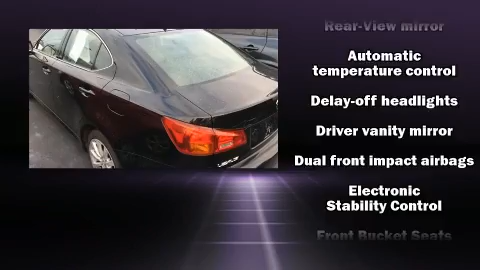 Rear-View mirror
Automatic
temperature control
Delay-off headlights
Driver vanity mirror
Dual front impact airbags
Electronic
Stability Control
Front Bucket Seats